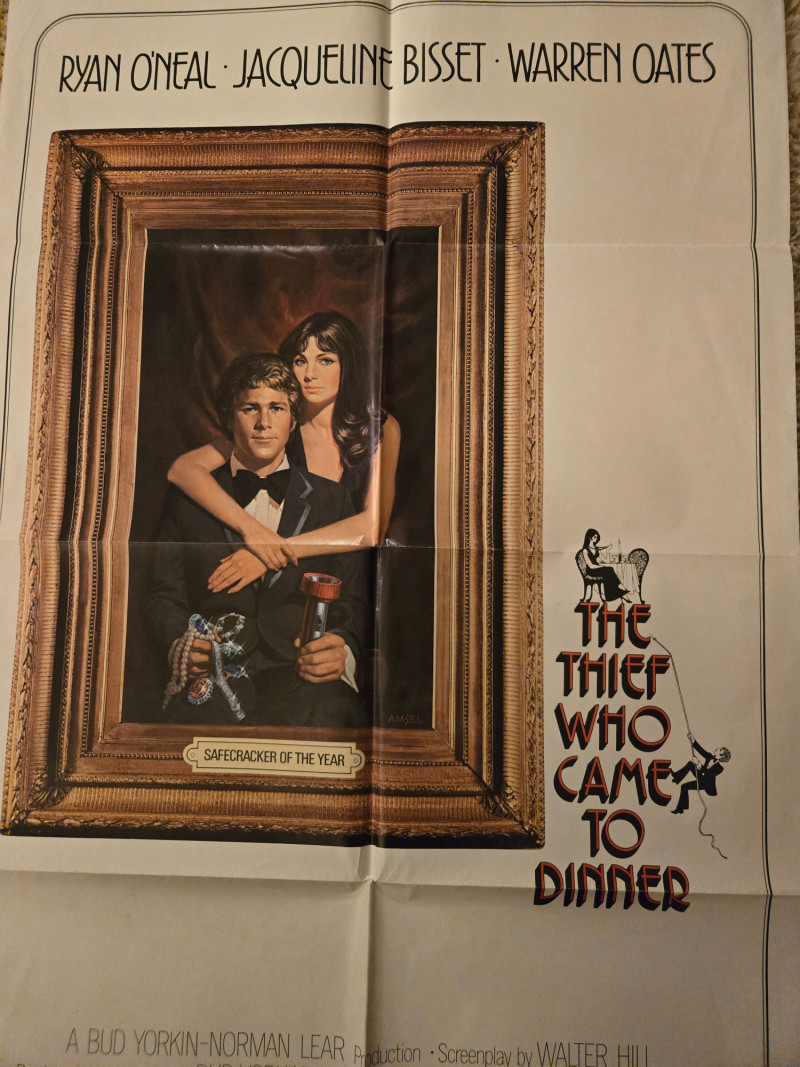 RYAN O'NEAL · JACQUELINE BISSET · WARREN OATES
AMSEL
SAFECRACKER OF THE YEAR
THE
THIEF
WHO
CAME
TO
DINNER
A BUD YORKIN–NORMAN LEAR Production · Screenplay by WALTER HILL